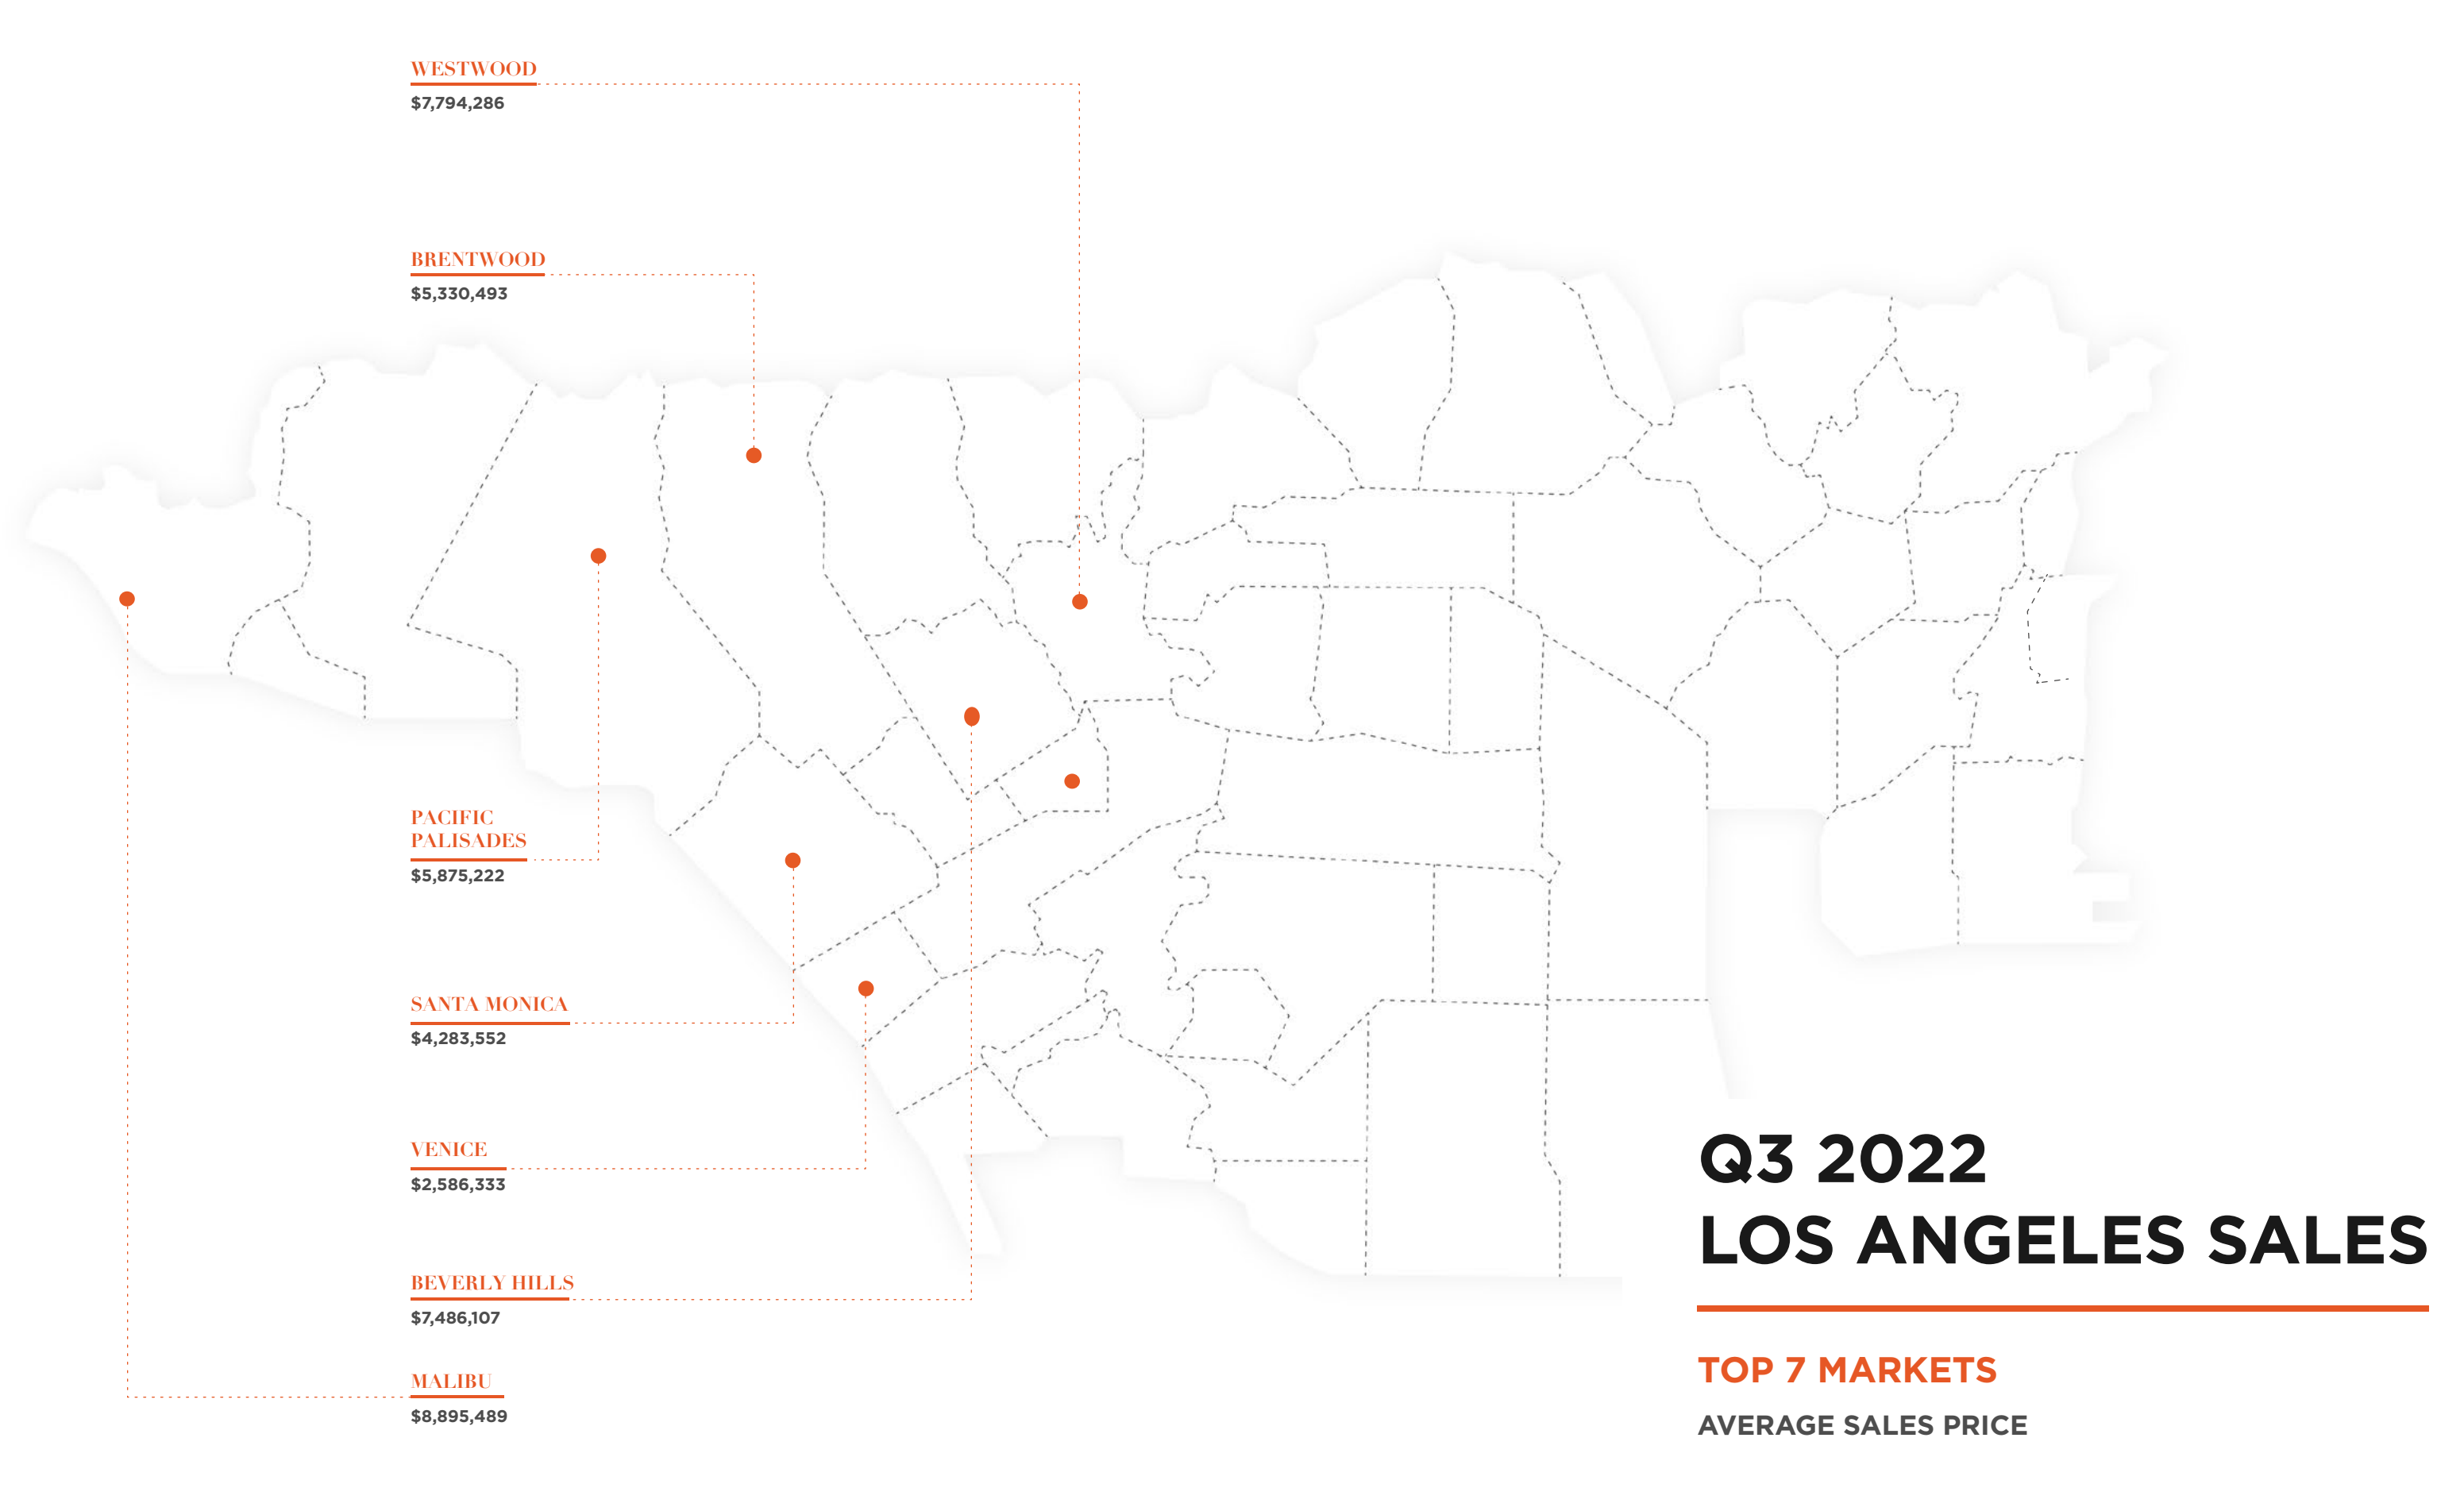 WESTWOOD
$7,794,286
BRENTWOOD
$5,330,493
PACIFIC
PALISADES
$5,875,222
SANTA MONICA
$4,283,552
VENICE
$2,586,333
BEVERLY HILLS
$7,486,107
MALIBU
$8,895,489
Q3 2022
LOS ANGELES SALES
TOP 7 MARKETS
AVERAGE SALES PRICE